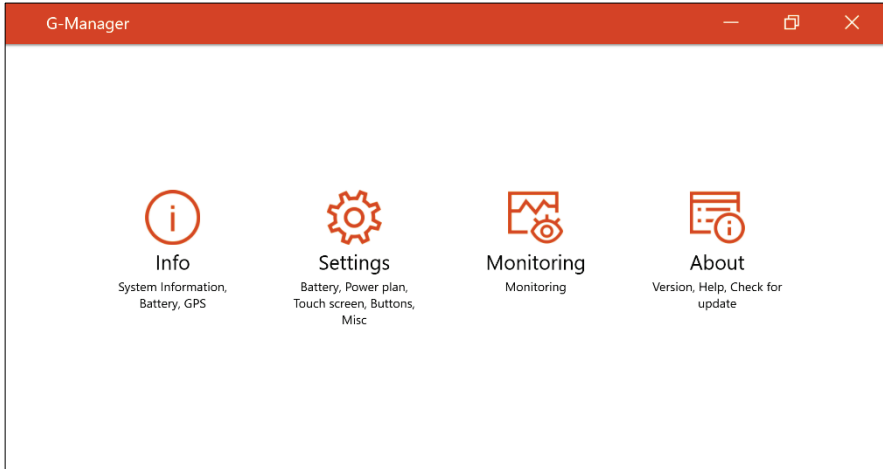 G-Manager
Info
System Information,
Battery, GPS
Settings
Battery, Power plan,
Touch screen, Buttons,
Misc
Monitoring
Monitoring
About
Version, Help, Check for
update